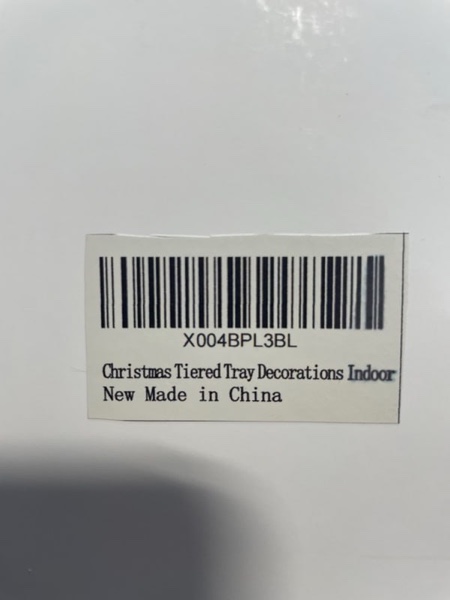 X004BPL3BL
Christmas Tiered Tray Decorations Indoor
New Made in China